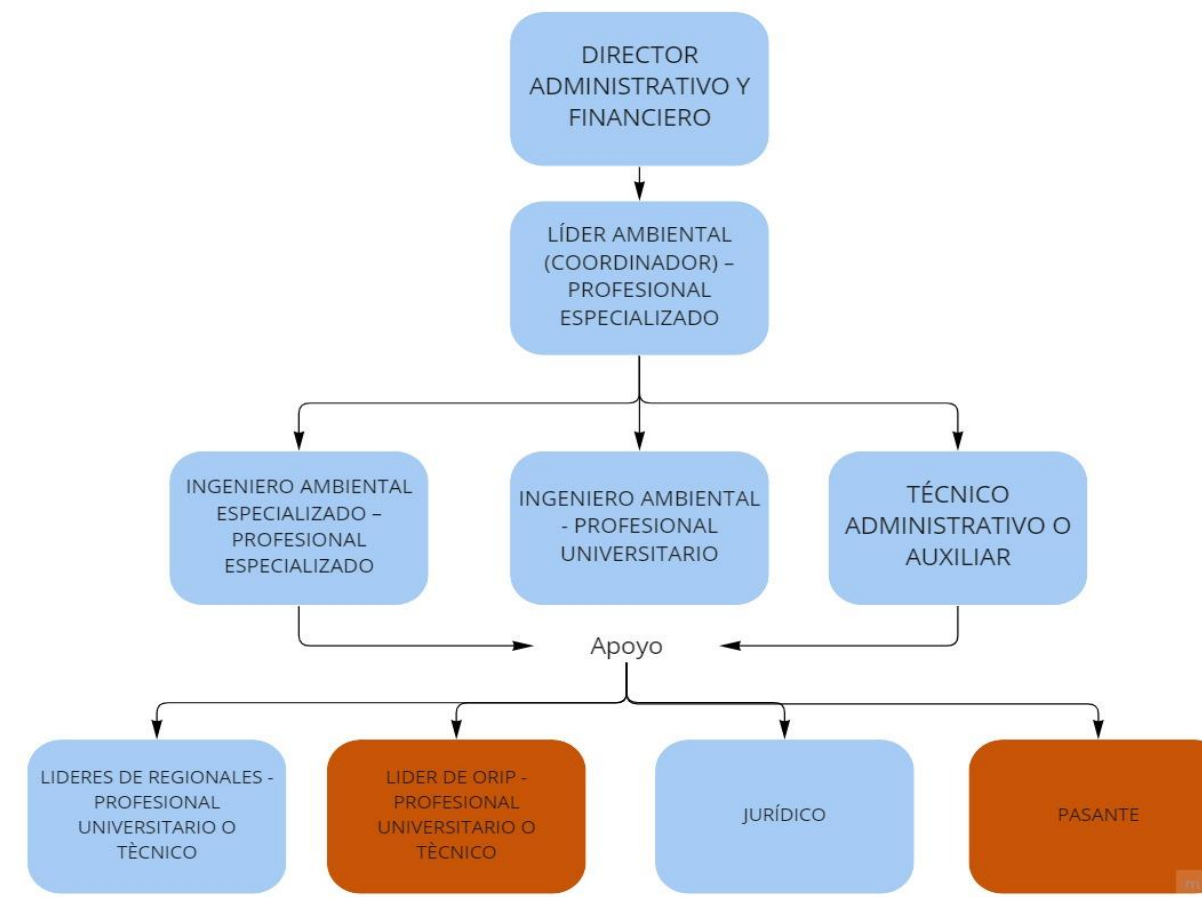 DIRECTOR
ADMINISTRATIVO Y
FINANCIERO
LÍDER AMBIENTAL
(COORDINADOR) –
PROFESIONAL
ESPECIALIZADO
INGENIERO AMBIENTAL
ESPECIALIZADO –
PROFESIONAL
ESPECIALIZADO
INGENIERO AMBIENTAL
- PROFESIONAL
UNIVERSITARIO
TÉCNICO
ADMINISTRATIVO O
AUXILIAR
Apoyo
LIDERES DE REGIONALES -
PROFESIONAL
UNIVERSITARIO O
TÈCNICO
LIDER DE ORIP -
PROFESIONAL
UNIVERSITARIO O
TÈCNICO
JURÍDICO
PASANTE